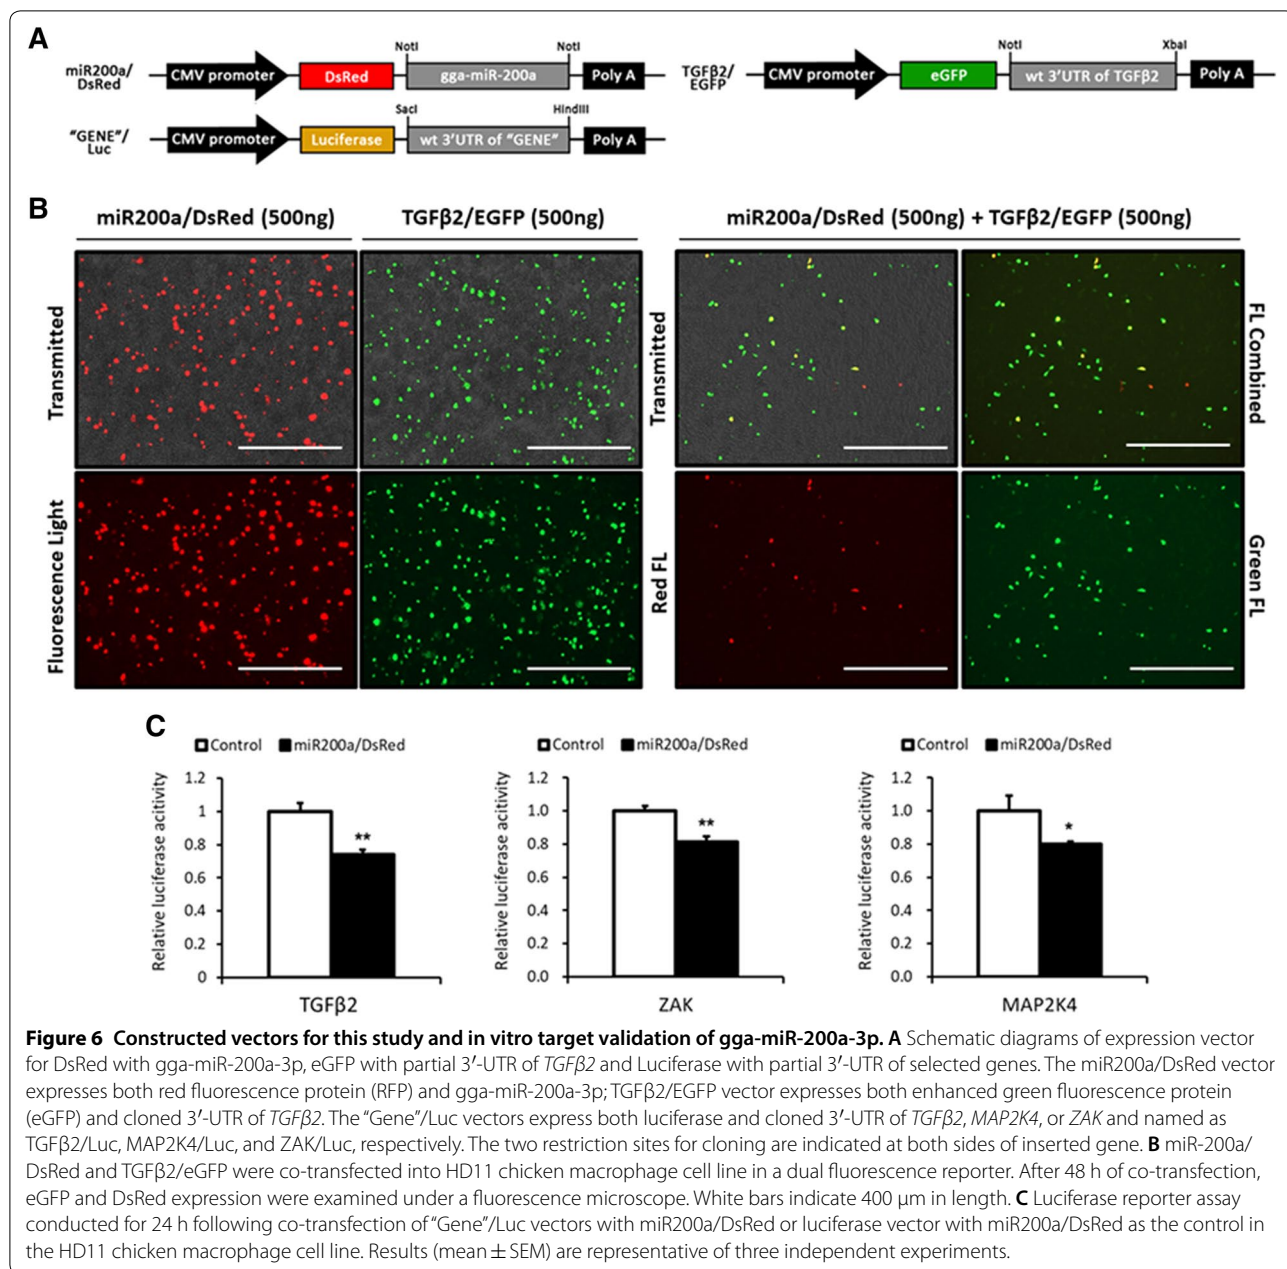 A
miR200a/
DsRed
CMV promoter
DsRed
NotI
gga-miR-200a
NotI
Poly A
TGFβ2/
EGFP
CMV promoter
eGFP
NotI
wt 3'UTR of TGFβ2
XbaI
Poly A
"GENE"/
Luc
CMV promoter
Luciferase
SacI
wt 3'UTR of "GENE"
HindIII
Poly A
B
miR200a/DsRed (500ng)
TGFβ2/EGFP (500ng)
miR200a/DsRed (500ng) + TGFβ2/EGFP (500ng)
Transmitted
Fluorescence Light
Transmitted
Red FL
FL Combined
Green FL
C
Control
miR200a/DsRed
Relative luciferase acitivity
1.2
1
0.8
0.6
0.4
0.2
0
**
TGFβ2
Control
miR200a/DsRed
Relative luciferase activity
1.2
1.0
0.8
0.6
0.4
0.2
0.0
**
ZAK
Control
miR200a/DsRed
Relative luciferase activity
1.2
1.0
0.8
0.6
0.4
0.2
0.0
*
MAP2K4
Figure 6 Constructed vectors for this study and in vitro target validation of gga-miR-200a-3p. A Schematic diagrams of expression vector
for DsRed with gga-miR-200a-3p, eGFP with partial 3′-UTR of TGFβ2 and Luciferase with partial 3′-UTR of selected genes. The miR200a/DsRed vector
expresses both red fluorescence protein (RFP) and gga-miR-200a-3p; TGFβ2/EGFP vector expresses both enhanced green fluorescence protein
(eGFP) and cloned 3′-UTR of TGFβ2. The “Gene”/Luc vectors express both luciferase and cloned 3′-UTR of TGFβ2, MAP2K4, or ZAK and named as
TGFβ2/Luc, MAP2K4/Luc, and ZAK/Luc, respectively. The two restriction sites for cloning are indicated at both sides of inserted gene. B miR-200a/
DsRed and TGFβ2/eGFP were co-transfected into HD11 chicken macrophage cell line in a dual fluorescence reporter. After 48 h of co-transfection,
eGFP and DsRed expression were examined under a fluorescence microscope. White bars indicate 400 μm in length. C Luciferase reporter assay
conducted for 24 h following co-transfection of “Gene”/Luc vectors with miR200a/DsRed or luciferase vector with miR200a/DsRed as the control in
the HD11 chicken macrophage cell line. Results (mean ± SEM) are representative of three independent experiments.